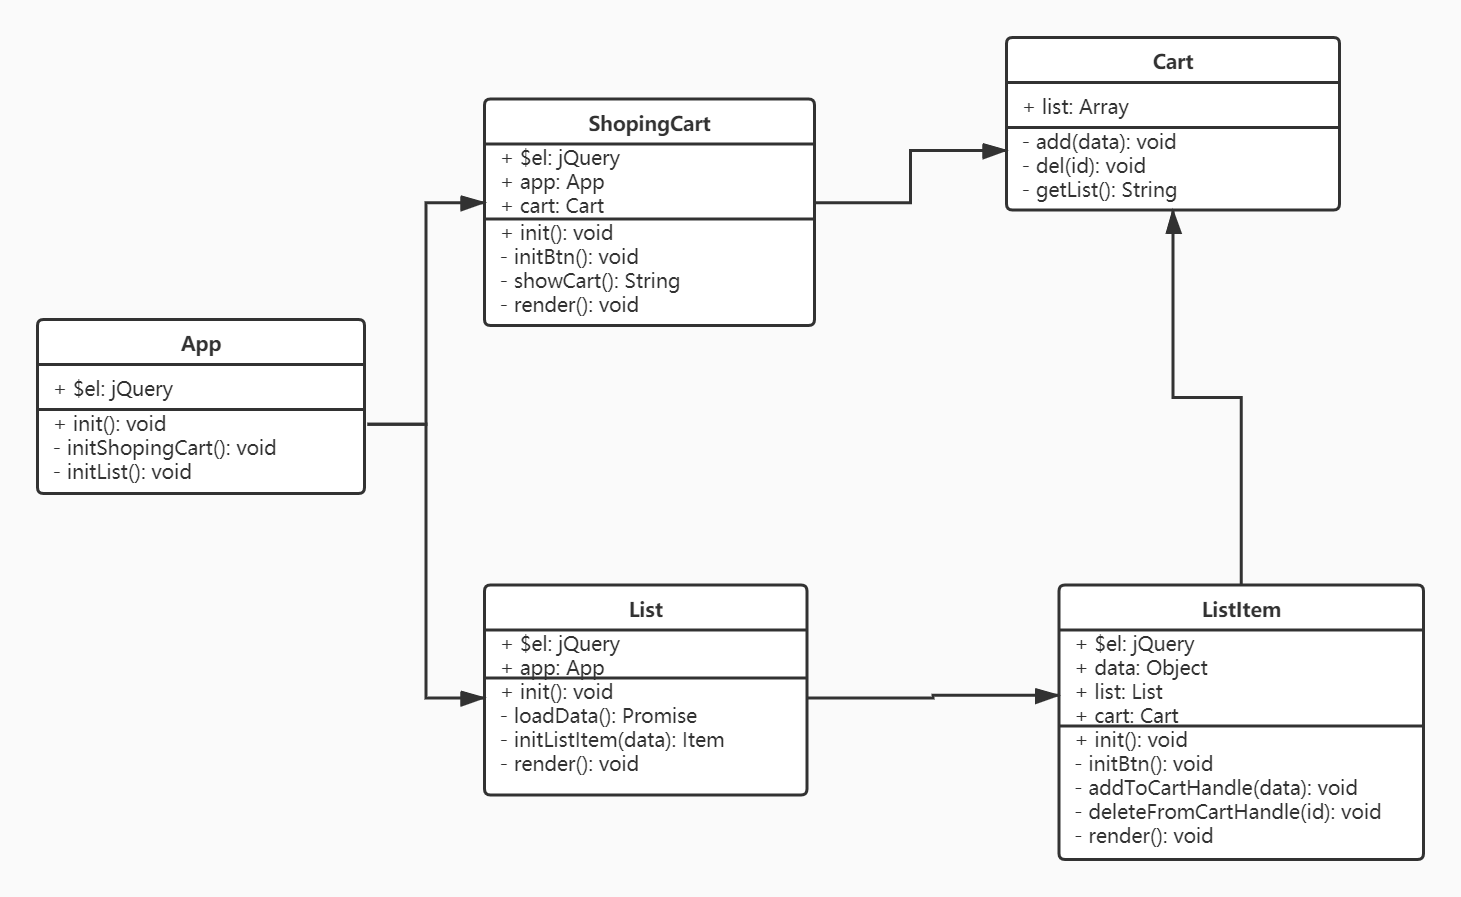 Cart
+ list: Array
- add(data): void
- del(id): void
- getList(): String
ShopingCart
+ $el: jQuery
+ app: App
+ cart: Cart
+ init(): void
- initBtn(): void
- showCart(): String
- render(): void
App
+ $el: jQuery
+ init(): void
- initShopingCart(): void
- initList(): void
List
+ $el: jQuery
+ app: App
+ init(): void
- loadData(): Promise
- initListItem(data): Item
- render(): void
ListItem
+ $el: jQuery
+ data: Object
+ list: List
+ cart: Cart
+ init(): void
- initBtn(): void
- addToCartHandle(data): void
- deleteFromCartHandle(id): void
- render(): void